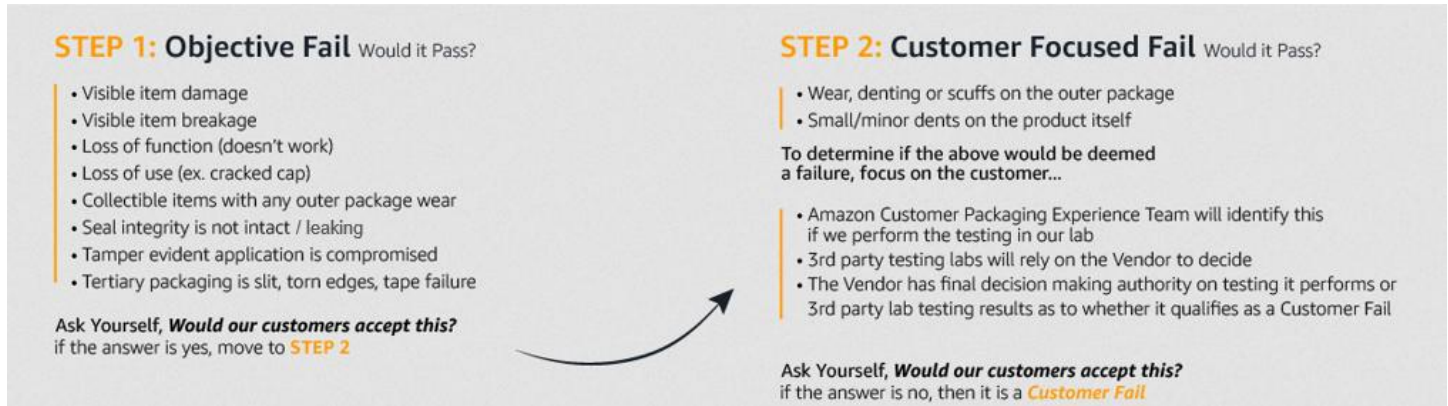 STEP 1: Objective Fail Would it Pass?
• Visible item damage
• Visible item breakage
• Loss of function (doesn't work)
• Loss of use (ex. cracked cap)
• Collectible items with any outer package wear
• Seal integrity is not intact / leaking
• Tamper evident application is compromised
• Tertiary packaging is slit, torn edges, tape failure
Ask Yourself, Would our customers accept this?
if the answer is yes, move to STEP 2
STEP 2: Customer Focused Fail Would it Pass?
• Wear, denting or scuffs on the outer package
• Small/minor dents on the product itself
To determine if the above would be deemed
a failure, focus on the customer...
• Amazon Customer Packaging Experience Team will identify this
if we perform the testing in our lab
• 3rd party testing labs will rely on the Vendor to decide
• The Vendor has final decision making authority on testing it performs or
3rd party lab testing results as to whether it qualifies as a Customer Fail
Ask Yourself, Would our customers accept this?
if the answer is no, then it is a Customer Fail